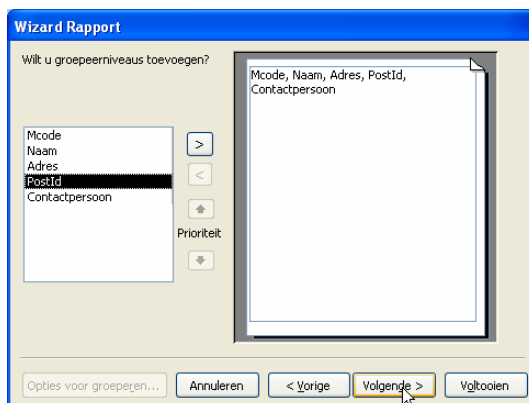 Wizard Rapport
Wilt u groepeerniveaus toevoegen?
Mcode
Naam
Adres
PostId
Contactpersoon
>
<
Prioriteit
Mcode, Naam, Adres, PostId,
Contactpersoon
Opties voor groeperen...
Annuleren
< Vorige
Volgende >
Voltooien